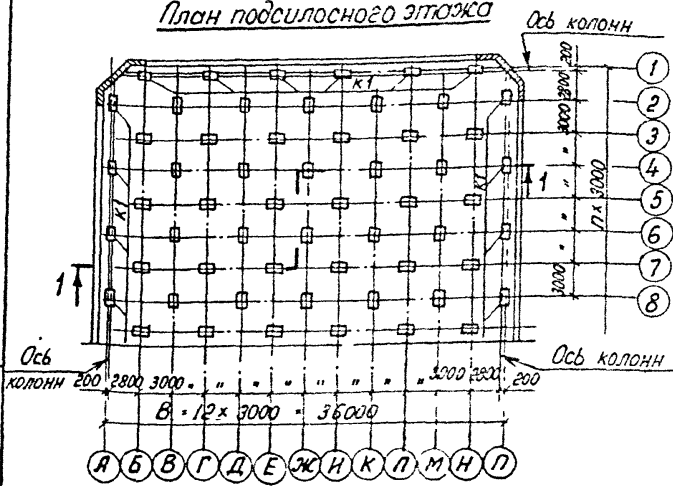 План подсилосного этажа
Ось колонн
200
1
2800
к1
2
3000
3
"
4
1
"
n x 3000
к1
к1
5
"
6
"
7
1
3000
8
Ось колонн
Ось колонн
200 2800 3000 " " " " " " " " 3000 2800 200
В = 12 х 3000 = 36000
А Б В Г Д Е Ж И К Л М Н П